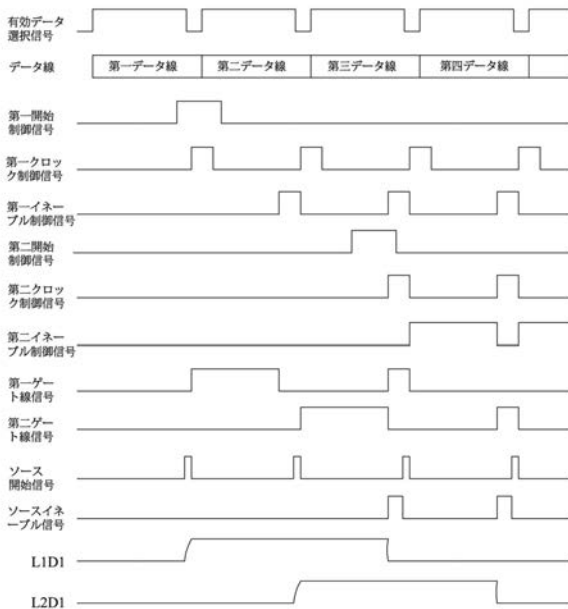 有効データ
選択信号
データ線
第一データ線
第二データ線
第三データ線
第四データ線
第一開始
制御信号
第一クロッ
ク制御信号
第一イネー
ブル制御信号
第二開始
制御信号
第二クロッ
ク制御信号
第二イネー
ブル制御信号
第一ゲー
ト線信号
第二ゲー
ト線信号
ソース
開始信号
ソースイネ
ーブル信号
L1D1
L2D1